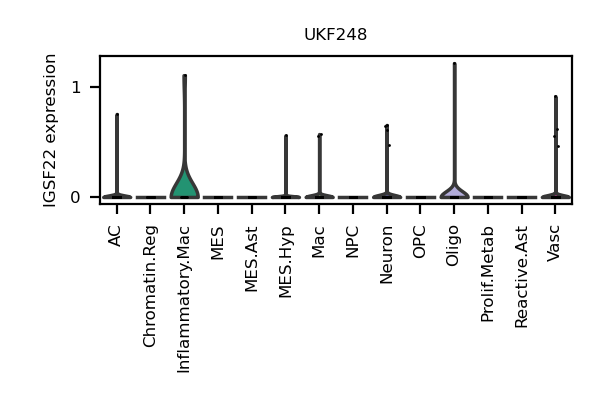 UKF248
IGSF22 expression
1
0
AC
Chromatin.Reg
Inflammatory.Mac
MES
MES.Ast
MES.Hyp
Mac
NPC
Neuron
OPC
Oligo
Prolif.Metab
Reactive.Ast
Vasc